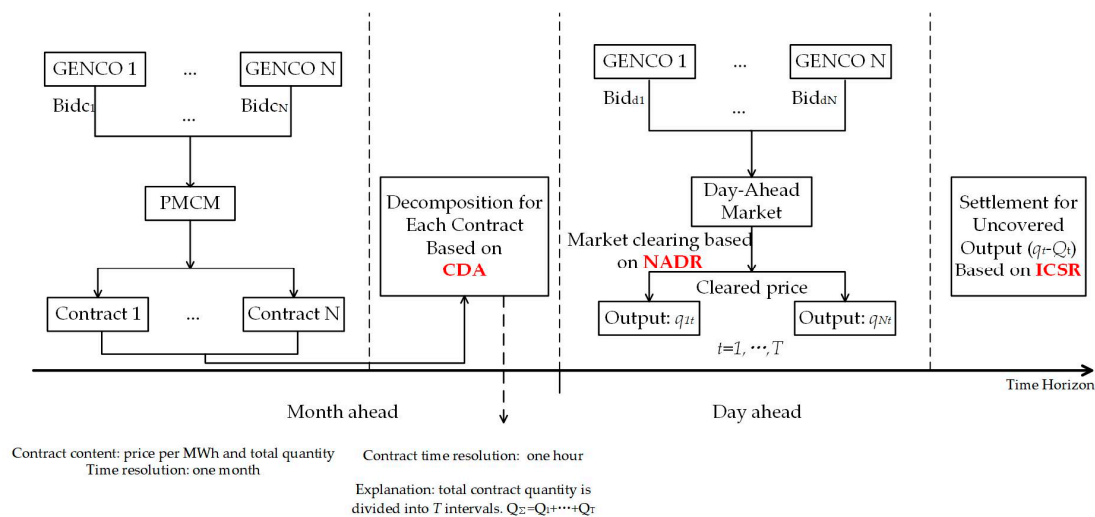 GENCO 1
...
GENCO N
Bidc1
BidcN
...
PMCM
Contract 1
...
Contract N
Decomposition for
Each Contract
Based on
CDA
GENCO 1
...
GENCO N
Bidd1
BiddN
...
Day-Ahead
Market
Market clearing based
on NADR
Cleared price
Output: q1t
Output: qNt
t=1, ···, T
Settlement for
Uncovered
Output (qt-Qt)
Based on ICSR
Time Horizon
Month ahead
Day ahead
Contract content: price per MWh and total quantity
Time resolution: one month
Contract time resolution: one hour
Explanation: total contract quantity is
divided into T intervals. QΣ=Q1+···+QT